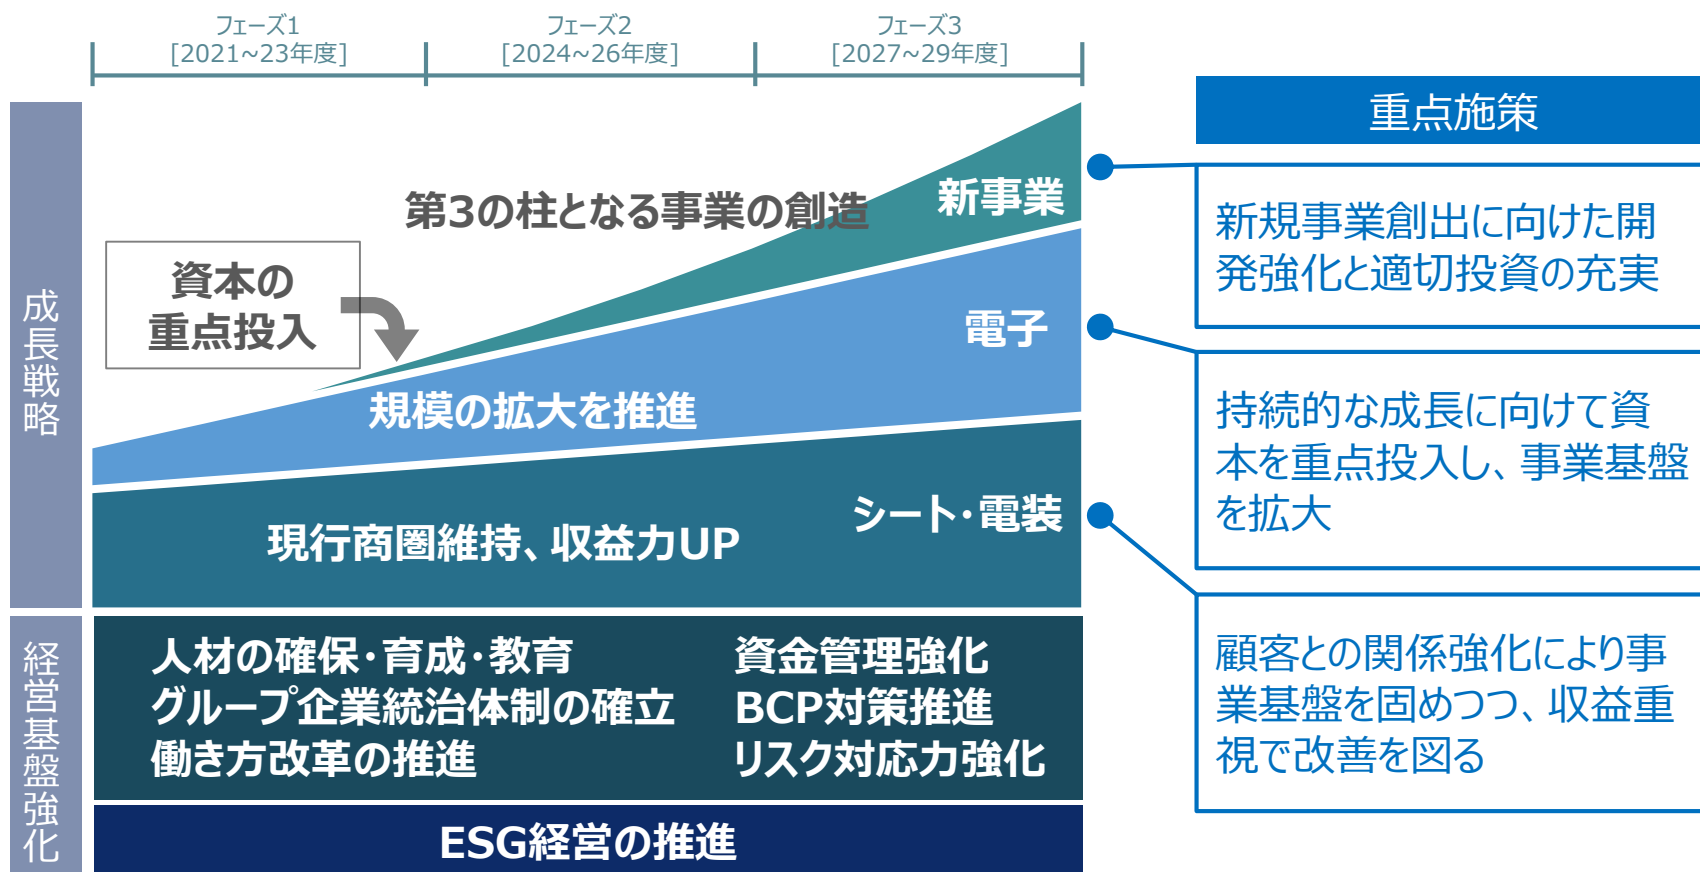 フェーズ1
[2021~23年度]
フェーズ2
[2024~26年度]
フェーズ3
[2027~29年度]
成長戦略
第3の柱となる事業の創造
新事業
資本の
重点投入
電子
規模の拡大を推進
シート・電装
現行商圏維持、収益力UP
経営基盤強化
人材の確保・育成・教育
グループ企業統治体制の確立
働き方改革の推進
資金管理強化
BCP対策推進
リスク対応力強化
ESG経営の推進
重点施策
新規事業創出に向けた開
発強化と適切投資の充実
持続的な成長に向けて資
本を重点投入し、事業基盤
を拡大
顧客との関係強化により事
業基盤を固めつつ、収益重
視で改善を図る